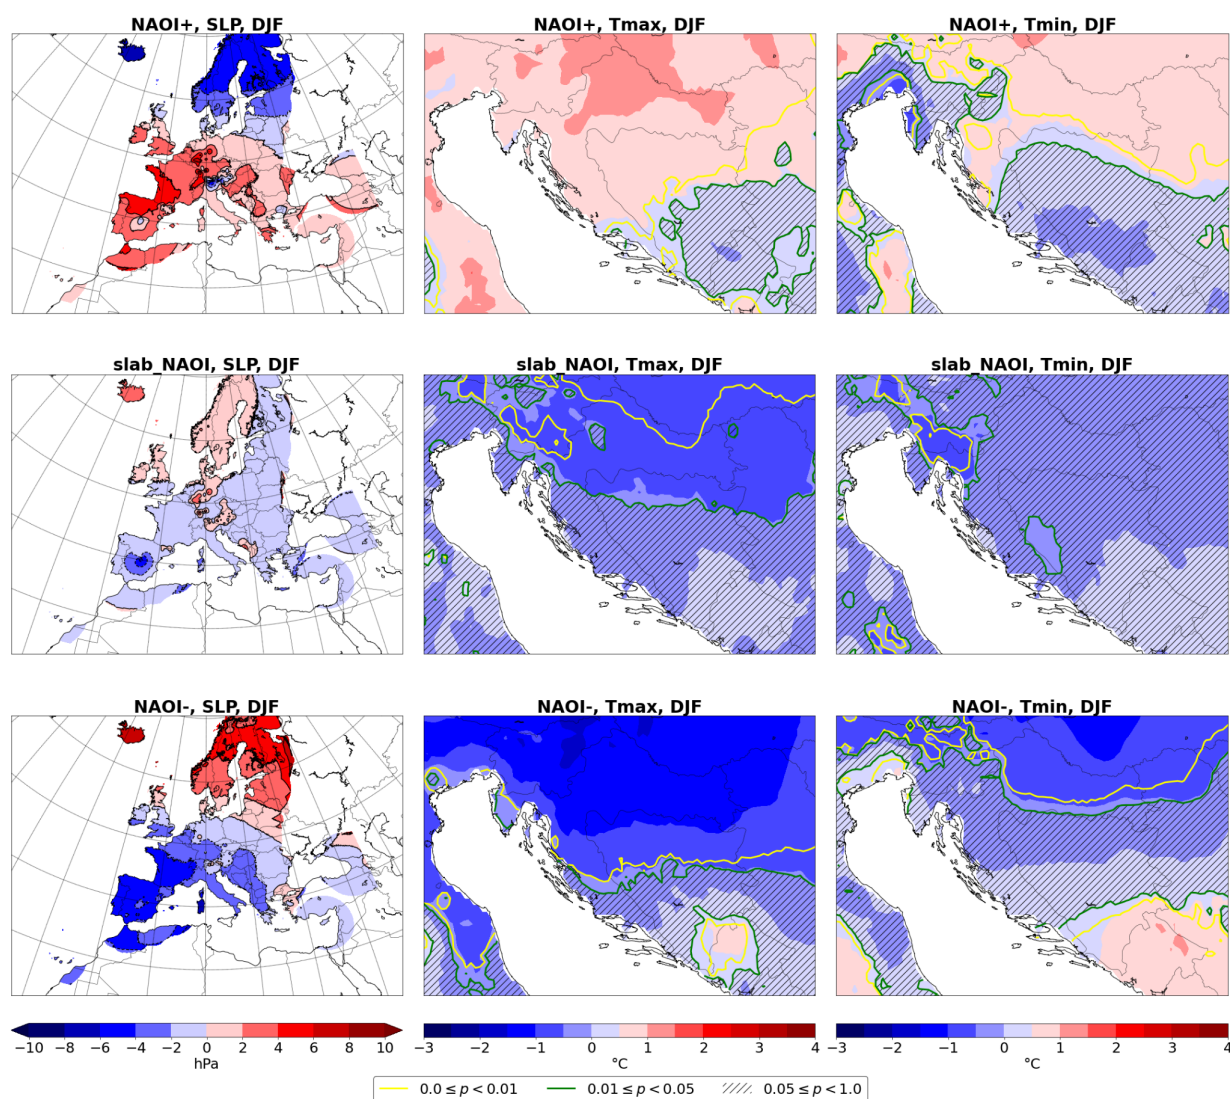 NAOI+, SLP, DJF
NAOI+, Tmax, DJF
NAOI+, Tmin, DJF
slab_NAOI, SLP, DJF
slab_NAOI, Tmax, DJF
slab_NAOI, Tmin, DJF
NAOI-, SLP, DJF
NAOI-, Tmax, DJF
NAOI-, Tmin, DJF
−10 −8 −6 −4 −2 0 2 4 6 8 10
hPa
−3 −2 −1 0 1 2 3 4
°C
−3 −2 −1 0 1 2 3 4
°C
0.0 ≤ p < 0.01
0.01 ≤ p < 0.05
0.05 ≤ p < 1.0